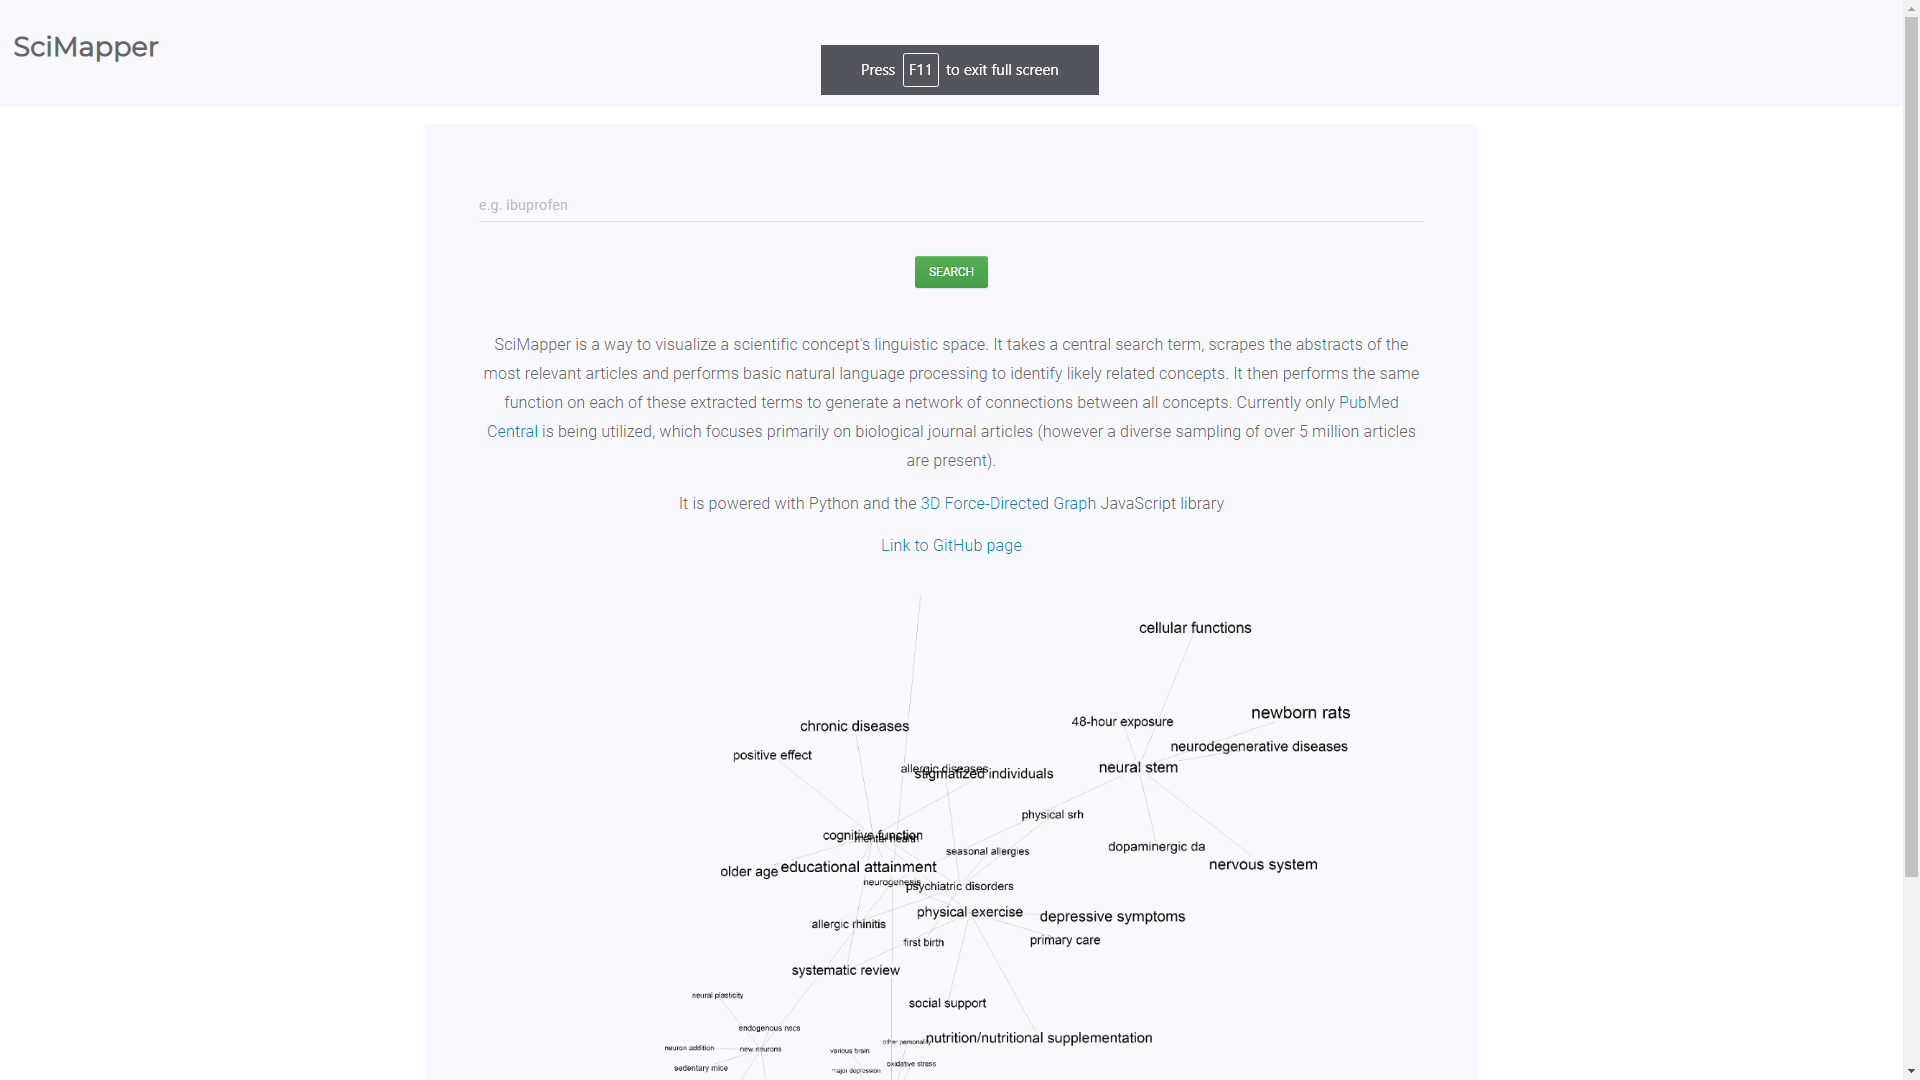 SciMapper
Press F11 to exit full screen
e.g. ibuprofen
SEARCH
SciMapper is a way to visualize a scientific concept's linguistic space. It takes a central search term, scrapes the abstracts of the
most relevant articles and performs basic natural language processing to identify likely related concepts. It then performs the same
function on each of these extracted terms to generate a network of connections between all concepts. Currently only PubMed
Central is being utilized, which focuses primarily on biological journal articles (however a diverse sampling of over 5 million articles
are present).
It is powered with Python and the 3D Force-Directed Graph JavaScript library
Link to GitHub page
cellular functions
newborn rats
48-hour exposure
chronic diseases
neurodegenerative diseases
positive effect
neural stem
allergic diseases
stigmatized individuals
physical srh
cognitive function
mental health
dopaminergic da
seasonal allergies
nervous system
educational attainment
older age
neurogenesis
psychiatric disorders
physical exercise
depressive symptoms
allergic rhinitis
primary care
first birth
systematic review
neural plasticity
social support
endogenous nscs
nutrition/nutritional supplementation
other personality
neuron addition
new neurons
various brain
oxidative stress
sedentary mice
major depression